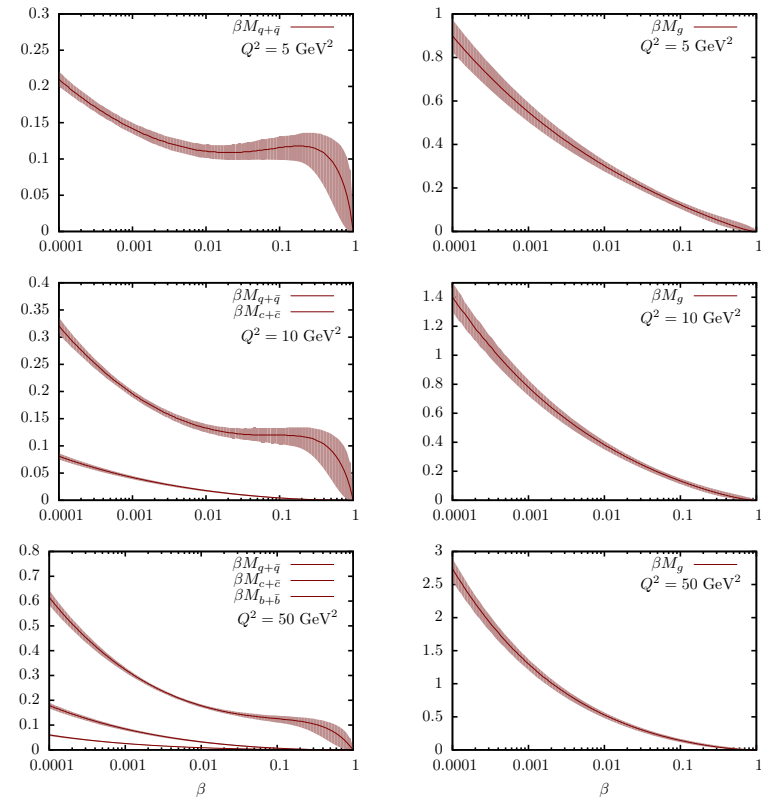 0.3
0.25
0.2
0.15
0.1
0.05
0
0.0001 0.001 0.01 0.1 1
βM_{q+q̄}
Q² = 5 GeV²
1
0.8
0.6
0.4
0.2
0
0.0001 0.001 0.01 0.1 1
βM_g
Q² = 5 GeV²
0.4
0.35
0.3
0.25
0.2
0.15
0.1
0.05
0
0.0001 0.001 0.01 0.1 1
βM_{q+q̄}
βM_{c+c̄}
Q² = 10 GeV²
1.4
1.2
1
0.8
0.6
0.4
0.2
0
0.0001 0.001 0.01 0.1 1
βM_g
Q² = 10 GeV²
0.8
0.7
0.6
0.5
0.4
0.3
0.2
0.1
0
0.0001 0.001 0.01 0.1 1
βM_{q+q̄}
βM_{c+c̄}
βM_{b+b̄}
Q² = 50 GeV²
β
3
2.5
2
1.5
1
0.5
0
0.0001 0.001 0.01 0.1 1
βM_g
Q² = 50 GeV²
β